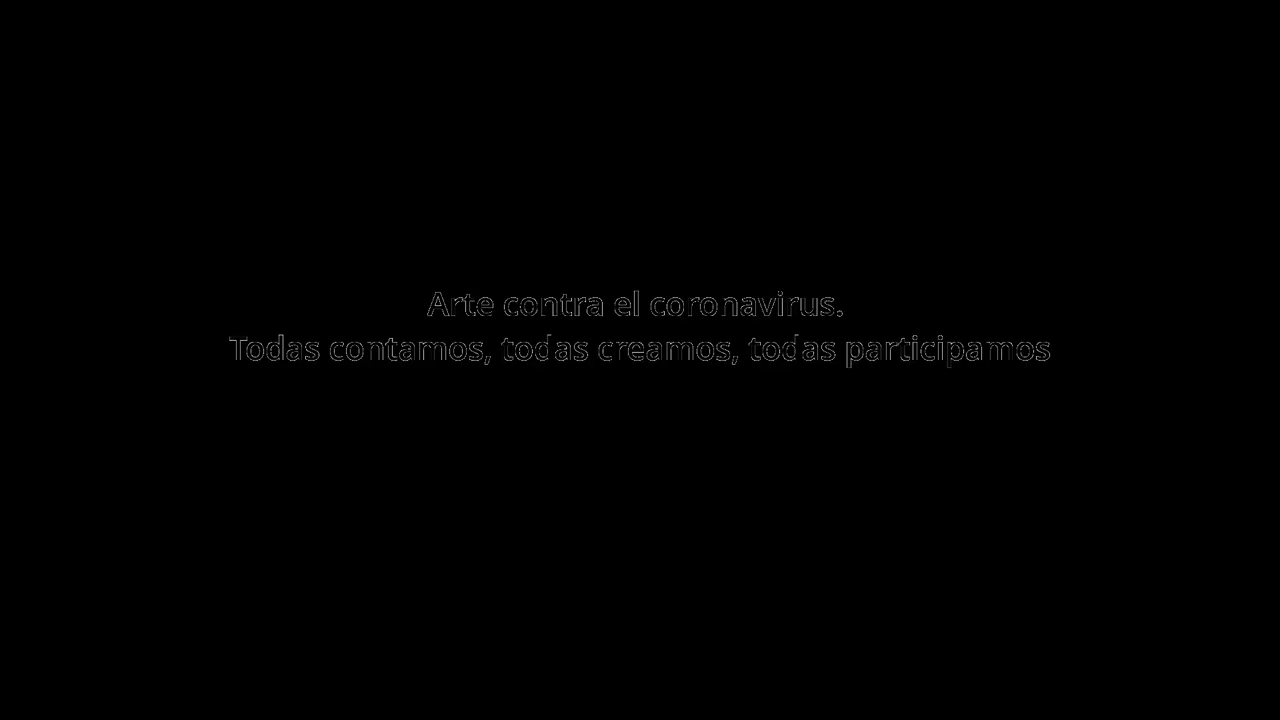 Arte contra el coronavirus.
Todas contamos, todas creamos, todas participamos